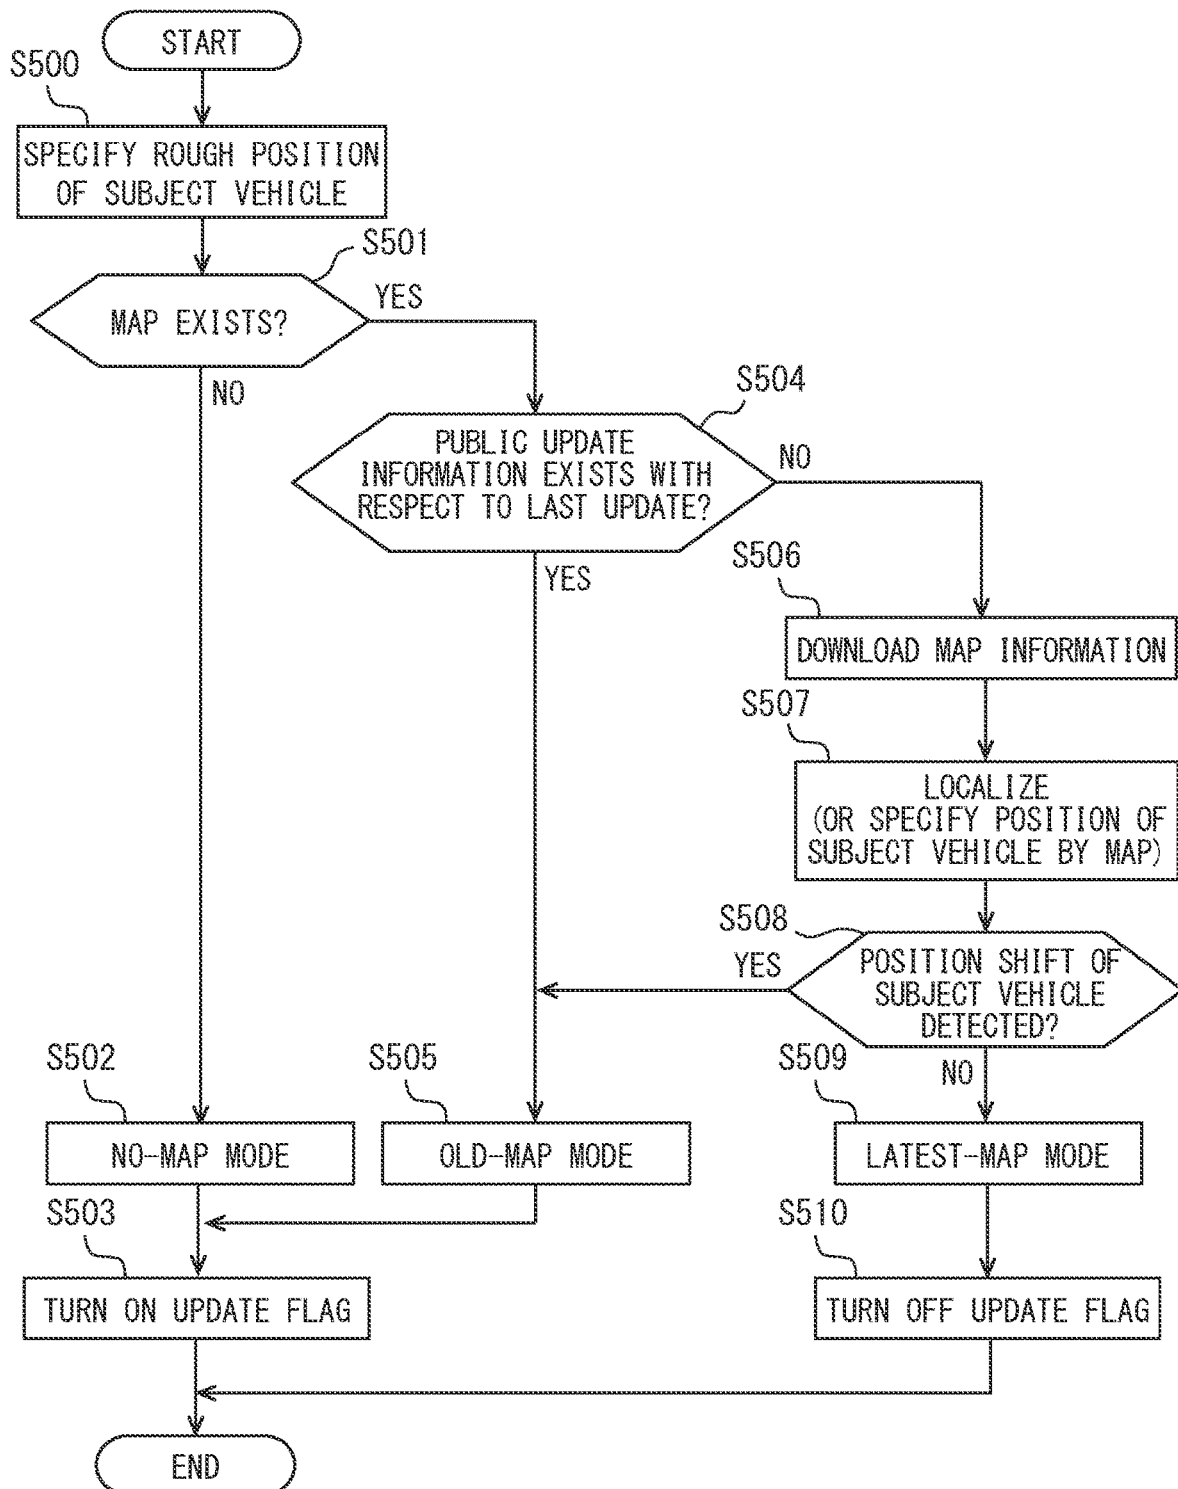 START
S500
SPECIFY ROUGH POSITION
OF SUBJECT VEHICLE
S501
MAP EXISTS?
YES
NO
S504
PUBLIC UPDATE
INFORMATION EXISTS WITH
RESPECT TO LAST UPDATE?
NO
YES
S506
DOWNLOAD MAP INFORMATION
S507
LOCALIZE
(OR SPECIFY POSITION OF
SUBJECT VEHICLE BY MAP)
S508
YES
POSITION SHIFT OF
SUBJECT VEHICLE
DETECTED?
NO
S502
NO-MAP MODE
S505
OLD-MAP MODE
S509
LATEST-MAP MODE
S503
TURN ON UPDATE FLAG
S510
TURN OFF UPDATE FLAG
END